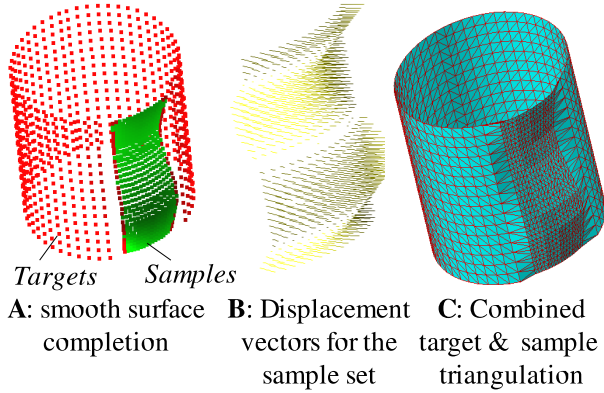 Targets
Samples
A: smooth surface
completion
B: Displacement
vectors for the
sample set
C: Combined
target & sample
triangulation